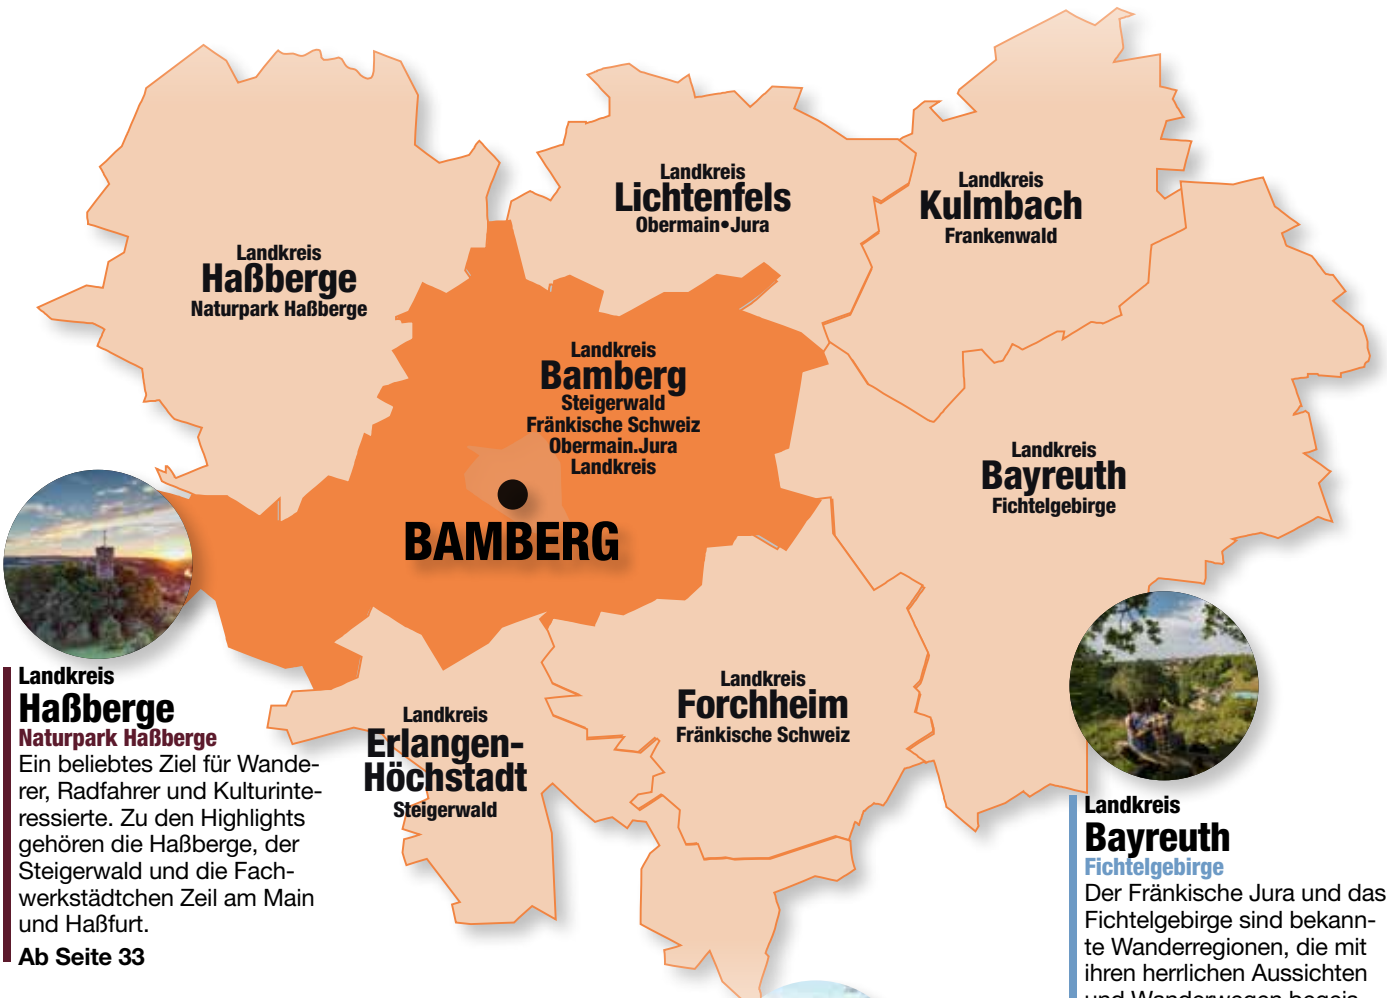 Landkreis
Lichtenfels
Obermain•Jura
Landkreis
Kulmbach
Frankenwald
Landkreis
Haßberge
Naturpark Haßberge
Landkreis
Bamberg
Steigerwald
Fränkische Schweiz
Obermain.Jura
Landkreis
BAMBERG
Landkreis
Bayreuth
Fichtelgebirge
Landkreis
Forchheim
Fränkische Schweiz
Landkreis
Erlangen-
Höchstadt
Steigerwald
Landkreis
Haßberge
Naturpark Haßberge
Ein beliebtes Ziel für Wande-
rer, Radfahrer und Kulturinte-
ressierte. Zu den Highlights
gehören die Haßberge, der
Steigerwald und die Fach-
werkstädtchen Zeil am Main
und Haßfurt.
Ab Seite 33
Landkreis
Bayreuth
Fichtelgebirge
Der Fränkische Jura und das
Fichtelgebirge sind bekann-
te Wanderregionen, die mit
ihren herrlichen Aussichten
und Wanderwegen begeis-